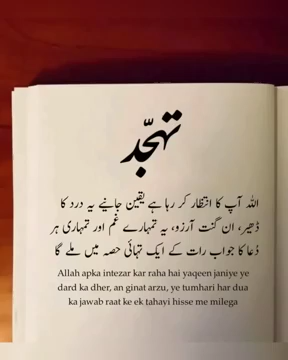 تہجّد
اللہ آپ کا انتظار کر رہا ہے یقین جانیے یہ درد کا
ڈھیر، ان گنت آرزو، یہ تمہارے غم اور تمہاری ہر
دُعا کا جواب رات کے ایک تہائی حصہ میں ملے گا
Allah apka intezar kar raha hai yaqeen janiye ye
dard ka dher, an ginat arzu, ye tumhari har dua
ka jawab raat ke ek tahayi hisse me milega